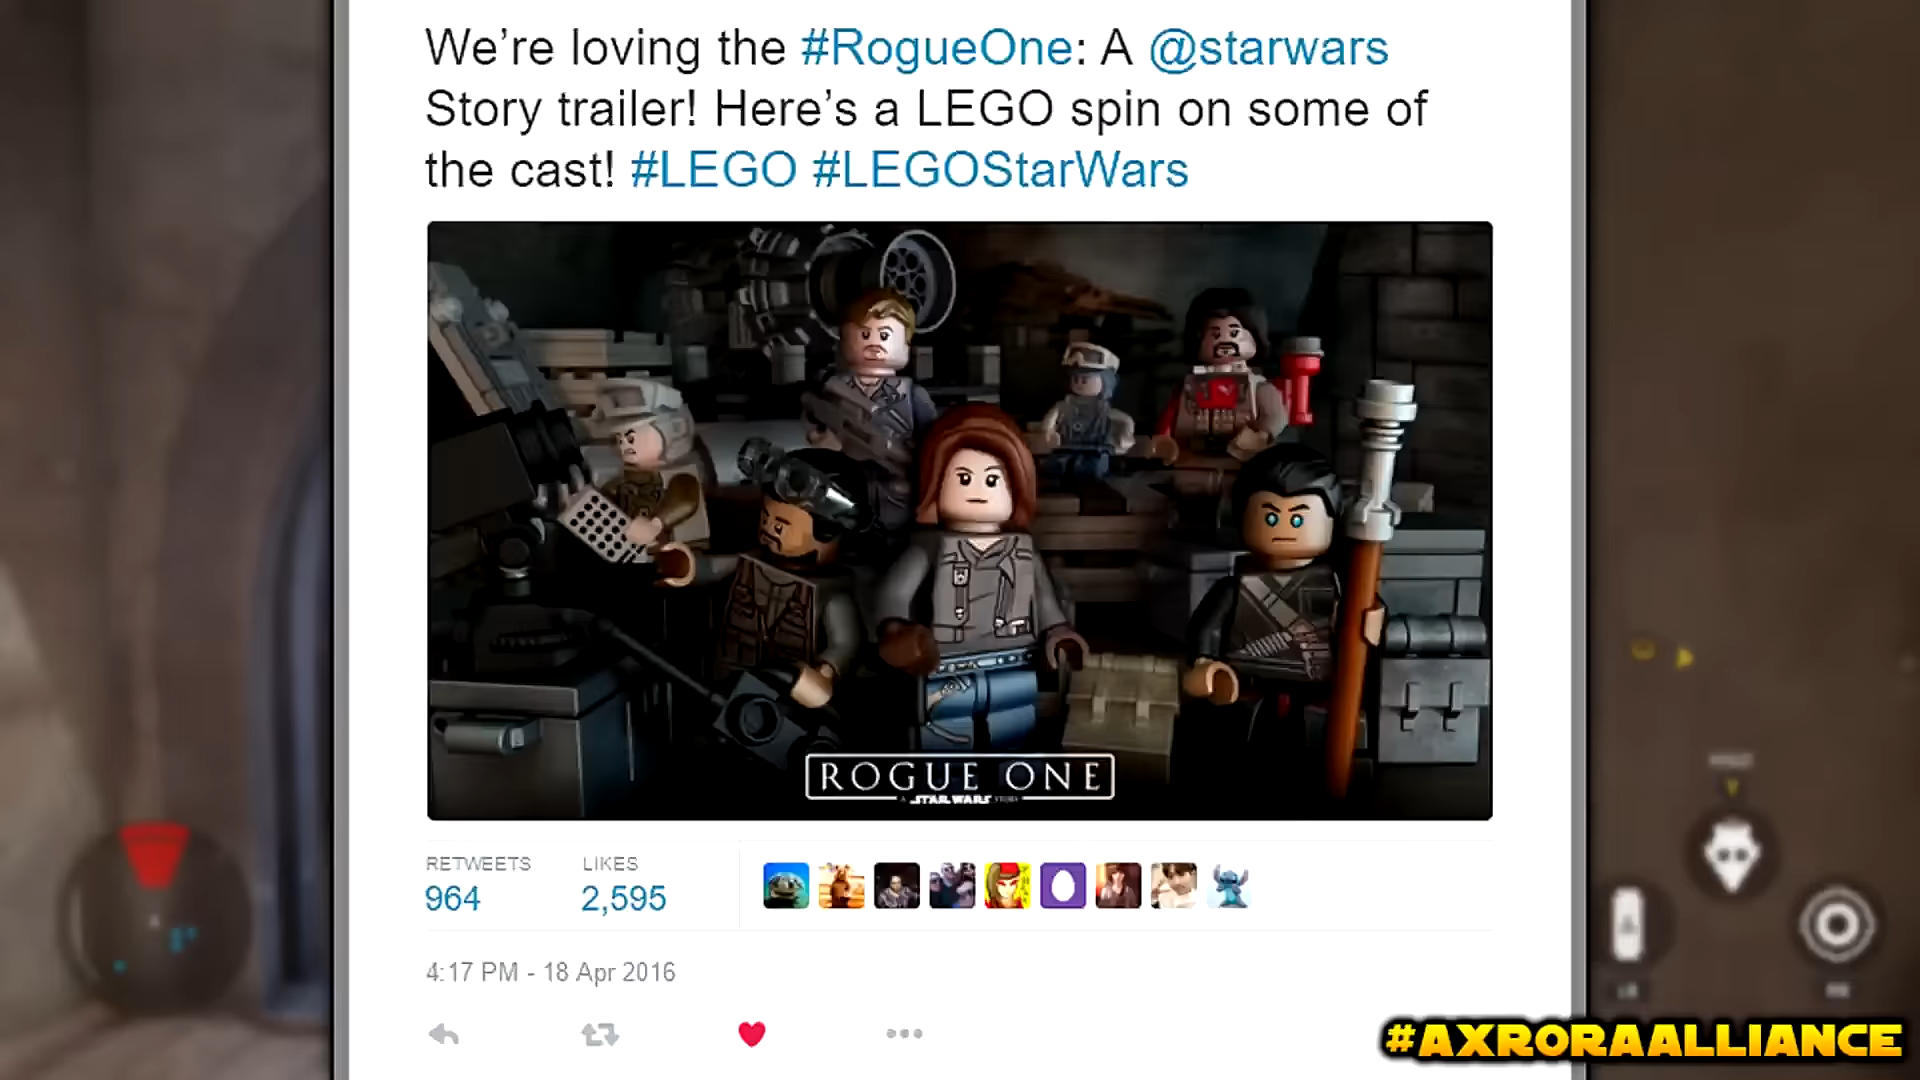 We're loving the #RogueOne: A @starwars
Story trailer! Here's a LEGO spin on some of
the cast! #LEGO #LEGOStarWars
ROGUE ONE
A STAR WARS STORY
RETWEETS
LIKES
964
2,595
4:17 PM - 18 Apr 2016
#AXRORAALLIANCE